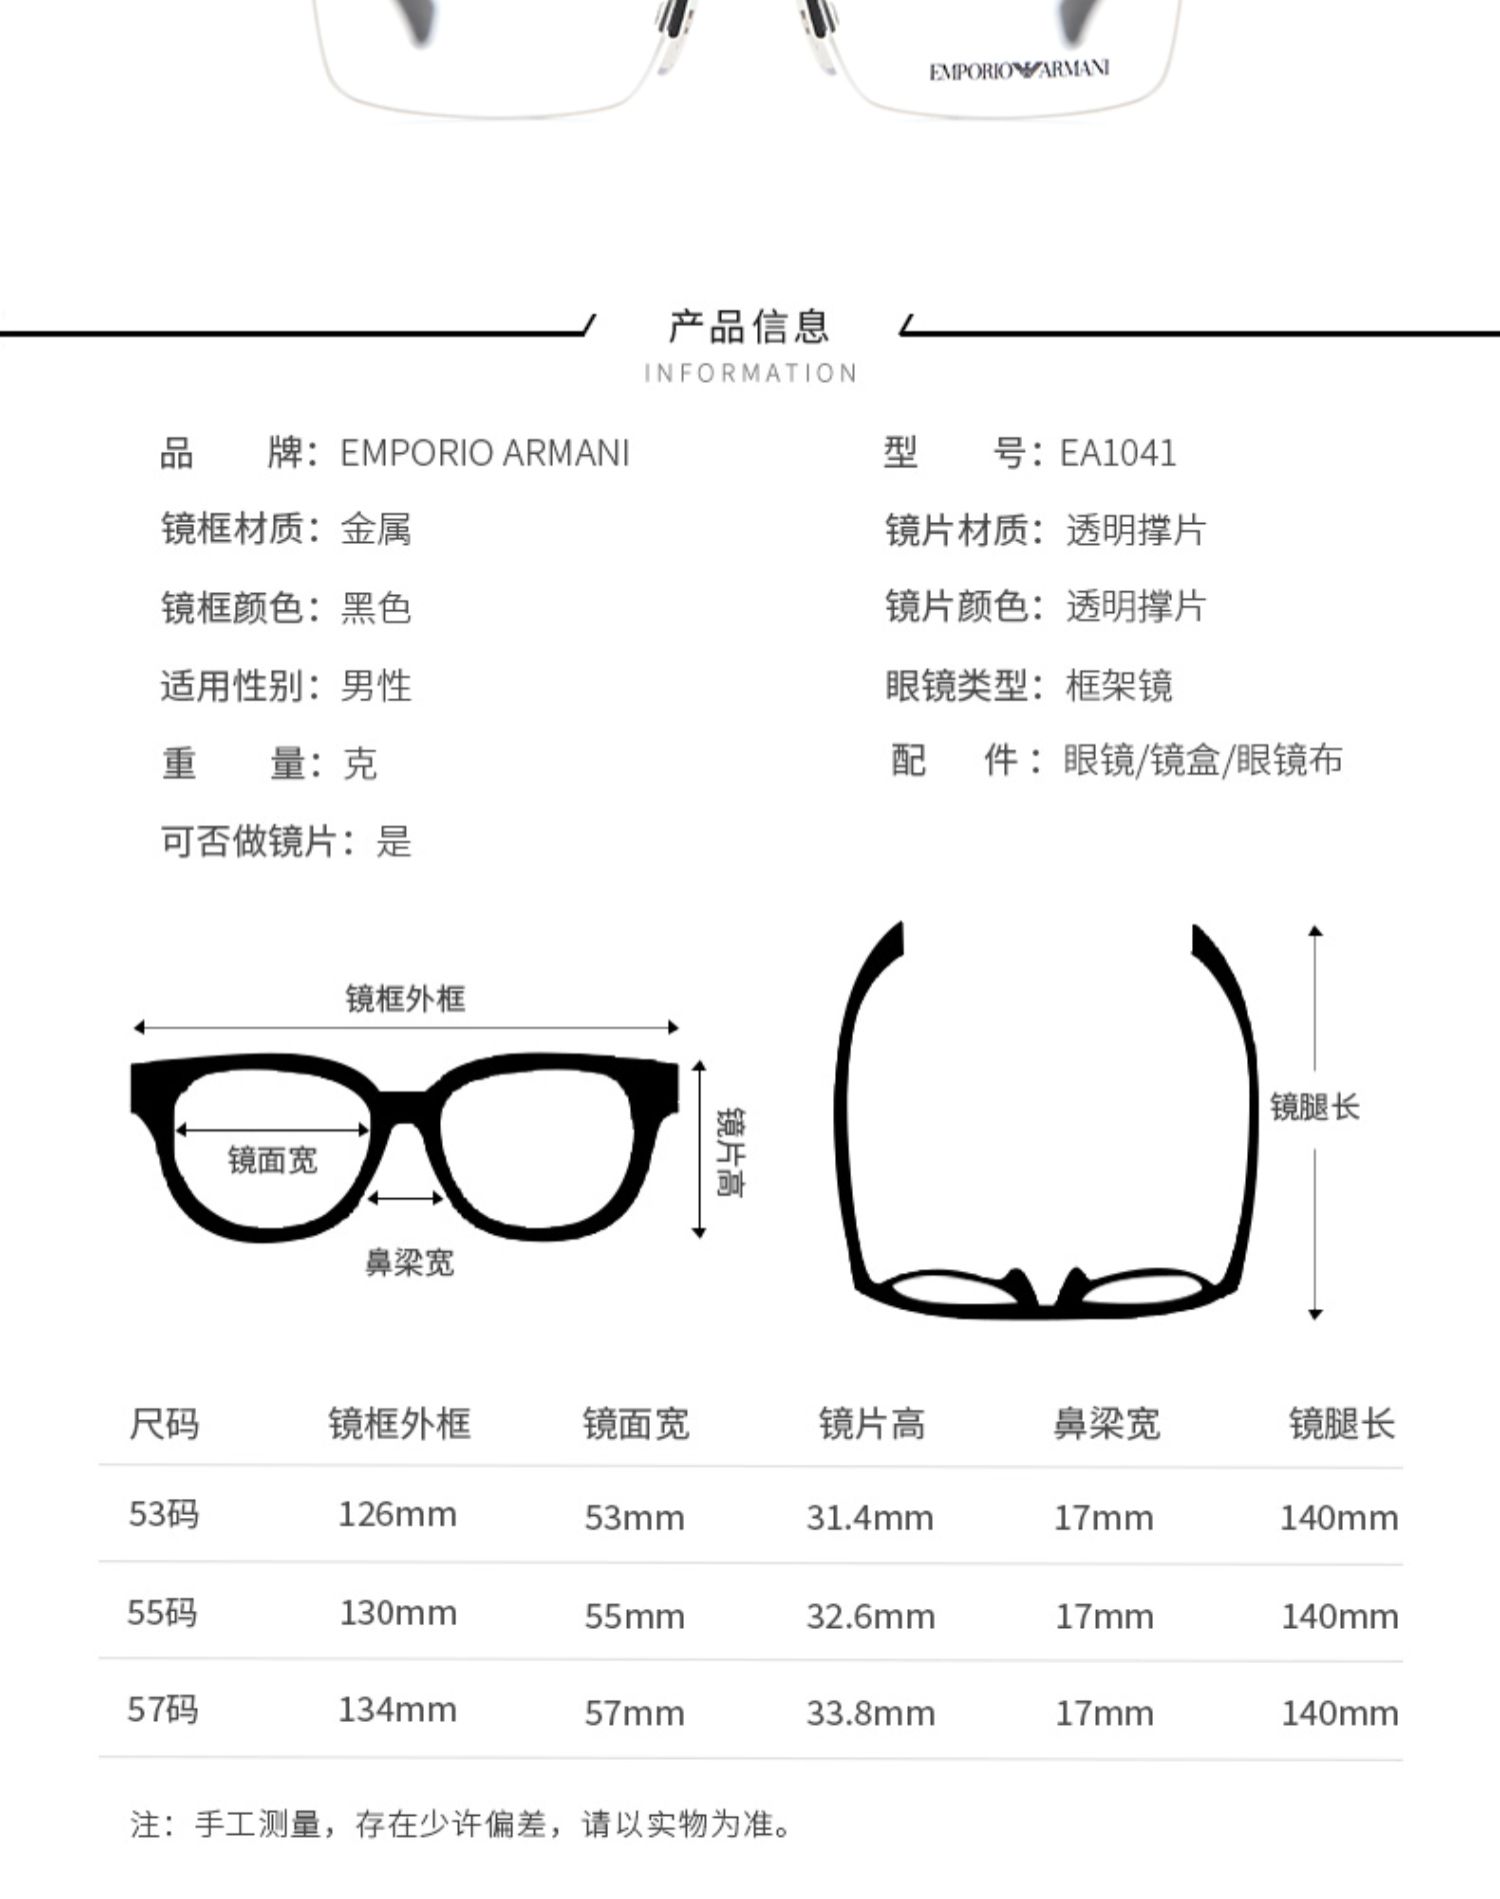 EMPORIO ARMANI
产品信息
INFORMATION
品 牌：EMPORIO ARMANI
型 号：EA1041
镜框材质：金属
镜片材质：透明撑片
镜框颜色：黑色
镜片颜色：透明撑片
适用性别：男性
眼镜类型：框架镜
重 量：克
配 件：眼镜/镜盒/眼镜布
可否做镜片：是
镜框外框
镜面宽
镜片高
鼻梁宽
镜腿长
尺码 镜框外框 镜面宽 镜片高 鼻梁宽 镜腿长
53码 126mm 53mm 31.4mm 17mm 140mm
55码 130mm 55mm 32.6mm 17mm 140mm
57码 134mm 57mm 33.8mm 17mm 140mm
注：手工测量，存在少许偏差，请以实物为准。